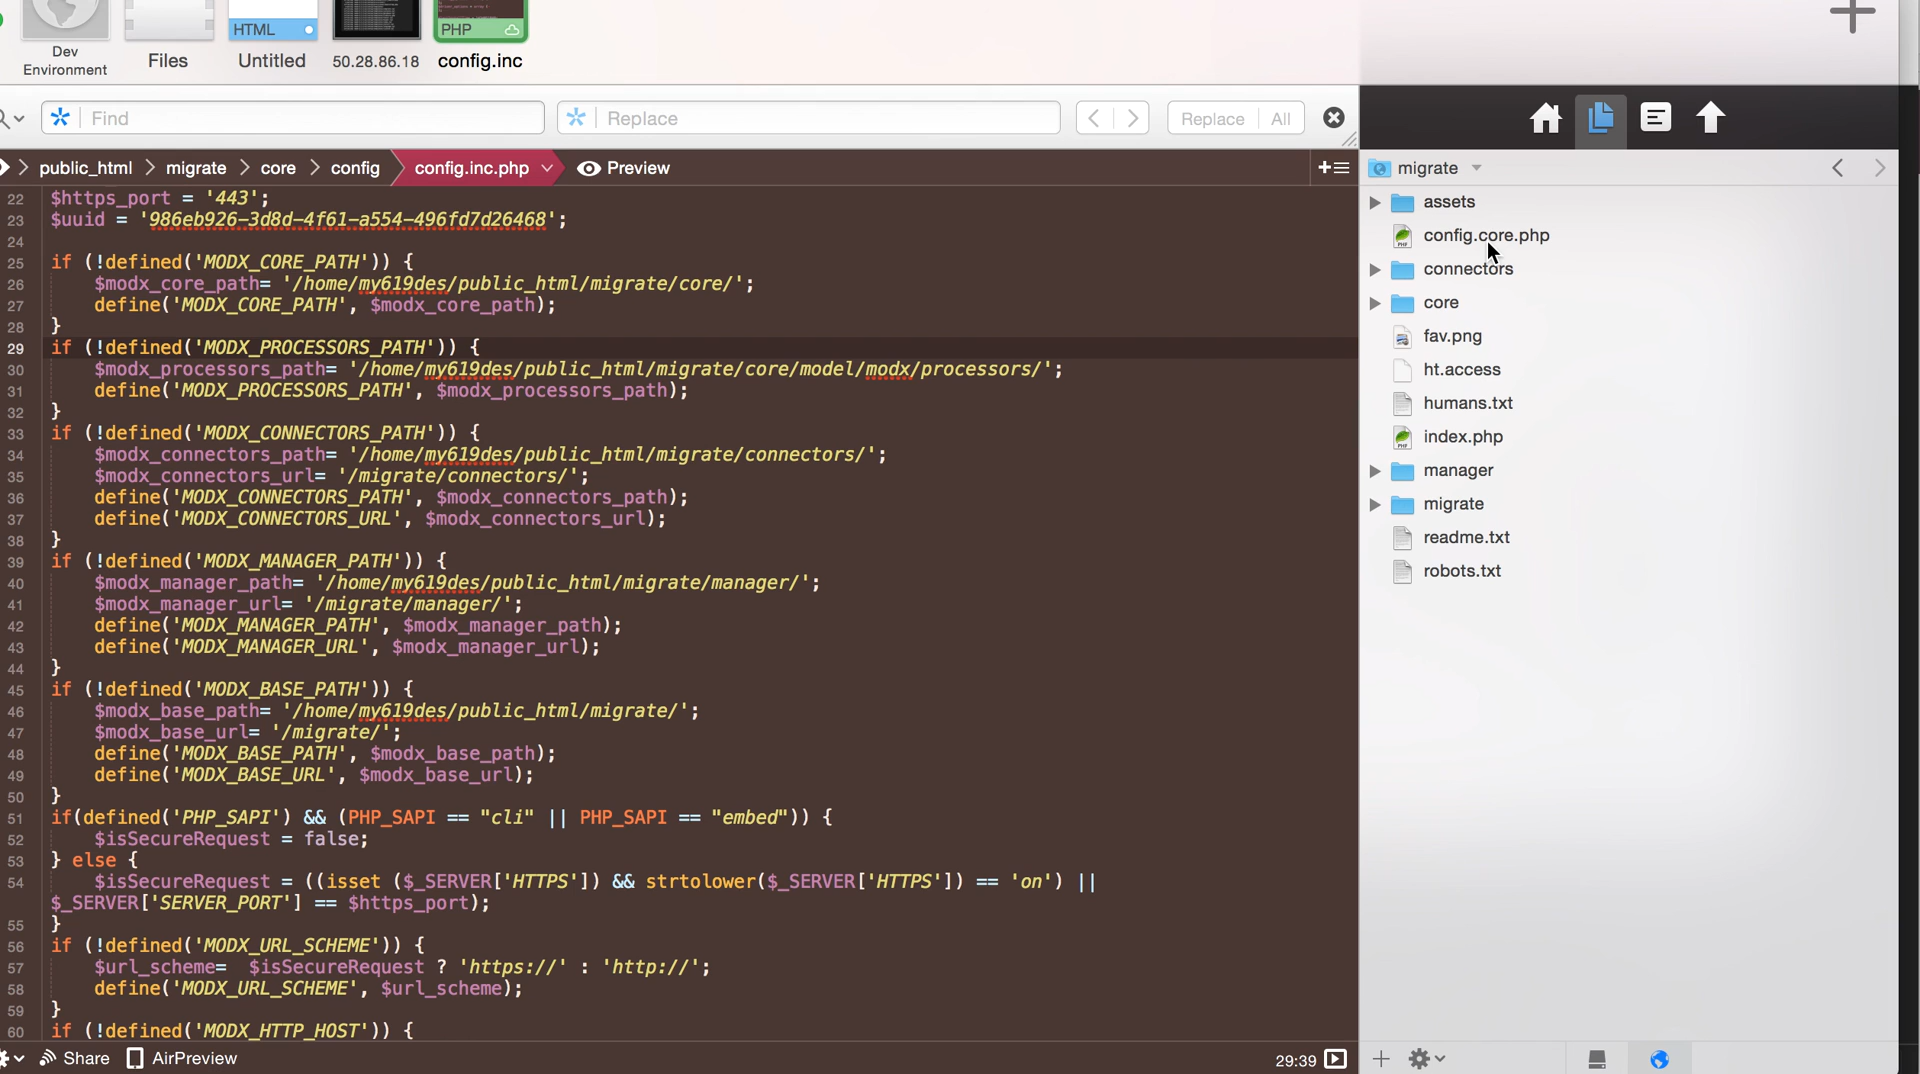 HTML
PHP
Dev
Environment
Files
Untitled
50.28.86.18
config.inc
Find
Replace
Replace
All
public_html
migrate
core
config
config.inc.php
Preview
22 $https_port = '443';
23 $uuid = '986eb926-3d8d-4f61-a554-496fd7d26468';
24
25 if (!defined('MODX_CORE_PATH')) {
26 $modx_core_path= '/home/my619des/public_html/migrate/core/';
27 define('MODX_CORE_PATH', $modx_core_path);
28 }
29 if (!defined('MODX_PROCESSORS_PATH')) {
30 $modx_processors_path= '/home/my619des/public_html/migrate/core/model/modx/processors/';
31 define('MODX_PROCESSORS_PATH', $modx_processors_path);
32 }
33 if (!defined('MODX_CONNECTORS_PATH')) {
34 $modx_connectors_path= '/home/my619des/public_html/migrate/connectors/';
35 $modx_connectors_url= '/migrate/connectors/';
36 define('MODX_CONNECTORS_PATH', $modx_connectors_path);
37 define('MODX_CONNECTORS_URL', $modx_connectors_url);
38 }
39 if (!defined('MODX_MANAGER_PATH')) {
40 $modx_manager_path= '/home/my619des/public_html/migrate/manager/';
41 $modx_manager_url= '/migrate/manager/';
42 define('MODX_MANAGER_PATH', $modx_manager_path);
43 define('MODX_MANAGER_URL', $modx_manager_url);
44 }
45 if (!defined('MODX_BASE_PATH')) {
46 $modx_base_path= '/home/my619des/public_html/migrate/';
47 $modx_base_url= '/migrate/';
48 define('MODX_BASE_PATH', $modx_base_path);
49 define('MODX_BASE_URL', $modx_base_url);
50 }
51 if(defined('PHP_SAPI') && (PHP_SAPI == "cli" || PHP_SAPI == "embed")) {
52 $isSecureRequest = false;
53 } else {
54 $isSecureRequest = ((isset ($_SERVER['HTTPS']) && strtolower($_SERVER['HTTPS']) == 'on') ||
$_SERVER['SERVER_PORT'] == $https_port);
55 }
56 if (!defined('MODX_URL_SCHEME')) {
57 $url_scheme= $isSecureRequest ? 'https://' : 'http://';
58 define('MODX_URL_SCHEME', $url_scheme);
59 }
60 if (!defined('MODX_HTTP_HOST')) {
Share
AirPreview
29:39
migrate
assets
config.core.php
connectors
core
fav.png
ht.access
humans.txt
index.php
manager
migrate
readme.txt
robots.txt